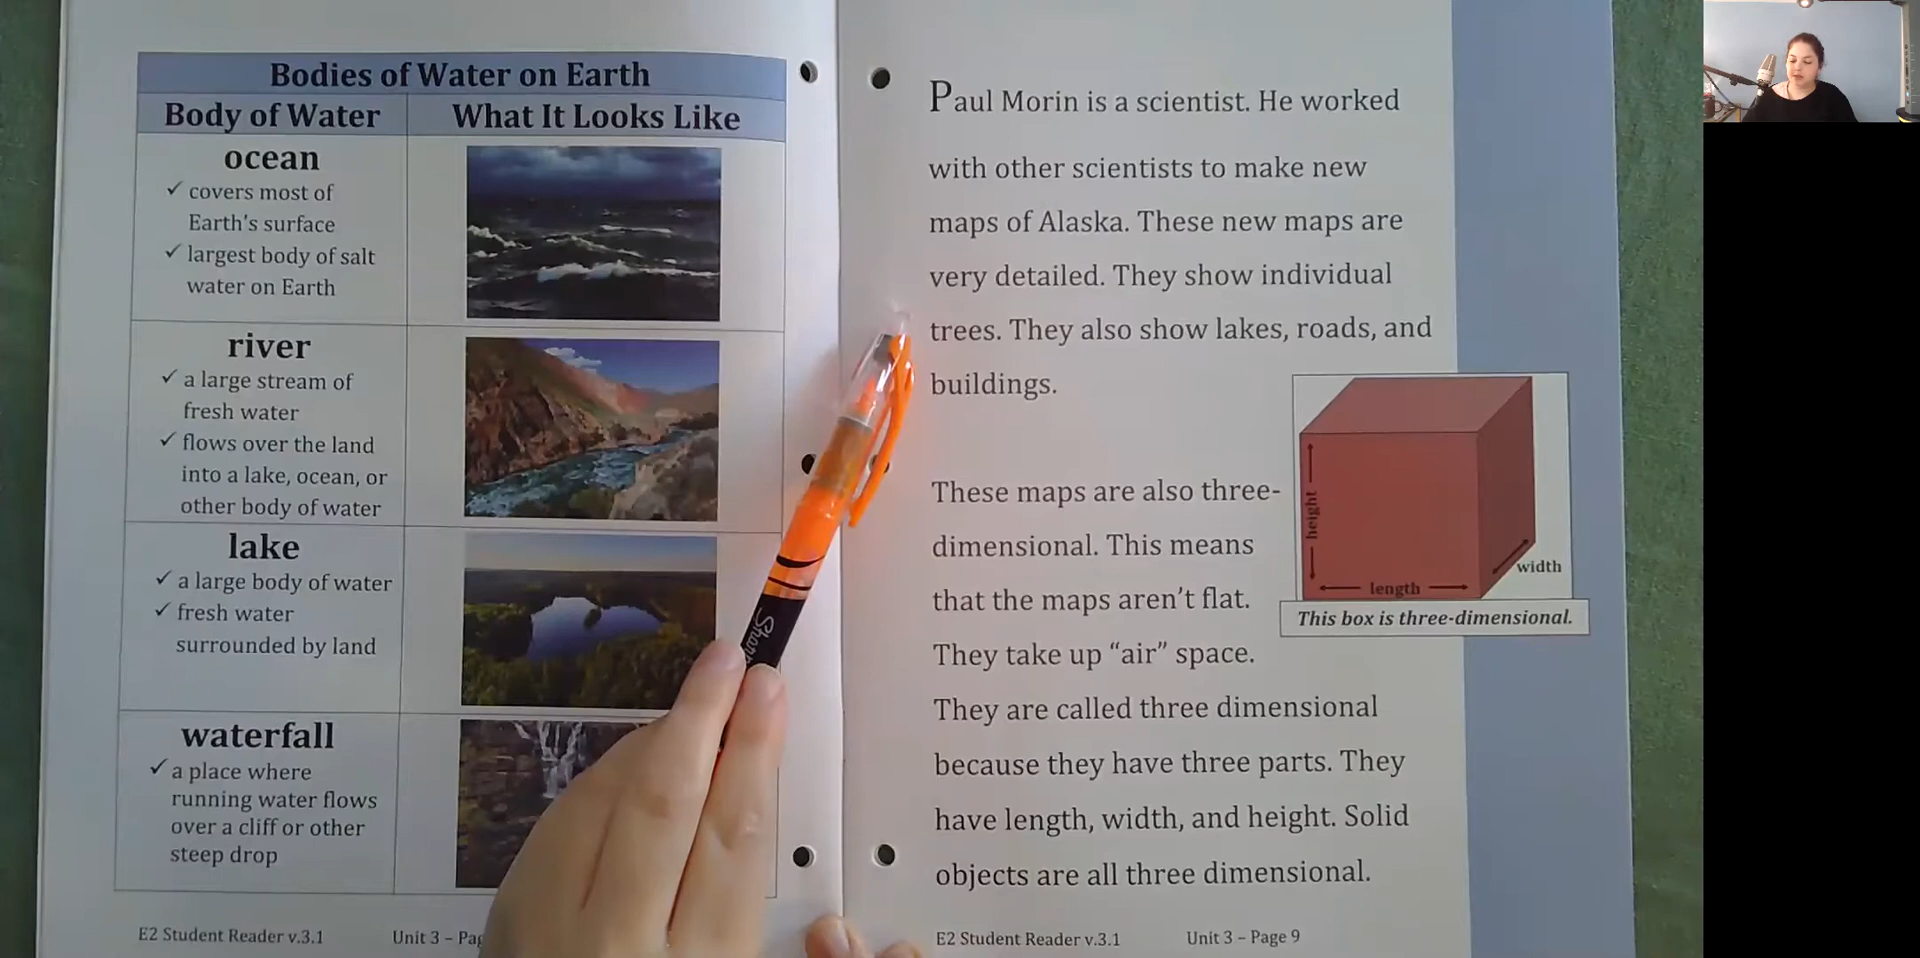 Bodies of Water on Earth
Body of Water
What It Looks Like
ocean
✓ covers most of
Earth's surface
✓ largest body of salt
water on Earth
river
✓ a large stream of
fresh water
✓ flows over the land
into a lake, ocean, or
other body of water
lake
✓ a large body of water
✓ fresh water
surrounded by land
waterfall
✓ a place where
running water flows
over a cliff or other
steep drop
E2 Student Reader v.3.1
Unit 3 –
Paul Morin is a scientist. He worked
with other scientists to make new
maps of Alaska. These new maps are
very detailed. They show individual
trees. They also show lakes, roads, and
buildings.
These maps are also three-
dimensional. This means
that the maps aren't flat.
They take up “air” space.
They are called three dimensional
because they have three parts. They
have length, width, and height. Solid
objects are all three dimensional.
height
length
width
This box is three-dimensional.
E2 Student Reader v.3.1
Unit 3 – Page 9